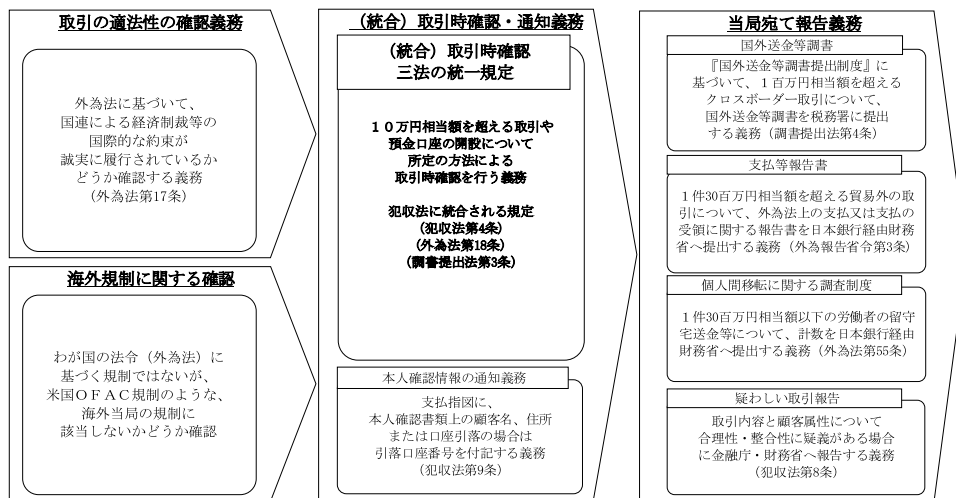 取引の適法性の確認義務
外為法に基づいて、
国連による経済制裁等の
国際的な約束が
誠実に履行されているか
どうか確認する義務
(外為法第17条)
海外規制に関する確認
わが国の法令（外為法）に
基づく規制ではないが、
米国ＯＦＡＣ規制のような、
海外当局の規制に
該当しないかどうか確認
（統合）取引時確認・通知義務
（統合）取引時確認
三法の統一規定
１０万円相当額を超える取引や
預金口座の開設について
所定の方法による
取引時確認を行う義務
犯収法に統合される規定
(犯収法第4条)
(外為法第18条)
(調書提出法第3条)
本人確認情報の通知義務
支払指図に、
本人確認書類上の顧客名、住所
または口座引落の場合は
引落口座番号を付記する義務
(犯収法第9条)
当局宛て報告義務
国外送金等調書
『国外送金等調書提出制度』に
基づいて、１百万円相当額を超える
クロスボーダー取引について、
国外送金等調書を税務署に提出
する義務（調書提出法第4条）
支払等報告書
１件30百万円相当額を超える貿易外の取
引について、外為法上の支払又は支払の
受領に関する報告書を日本銀行経由財務
省へ提出する義務（外為報告省令第3条）
個人間移転に関する調査制度
１件30百万円相当額以下の労働者の留守
宅送金等について、計数を日本銀行経由
財務省へ提出する義務（外為法第55条）
疑わしい取引報告
取引内容と顧客属性について
合理性・整合性に疑義がある場合
に金融庁・財務省へ報告する義務
(犯収法第8条)